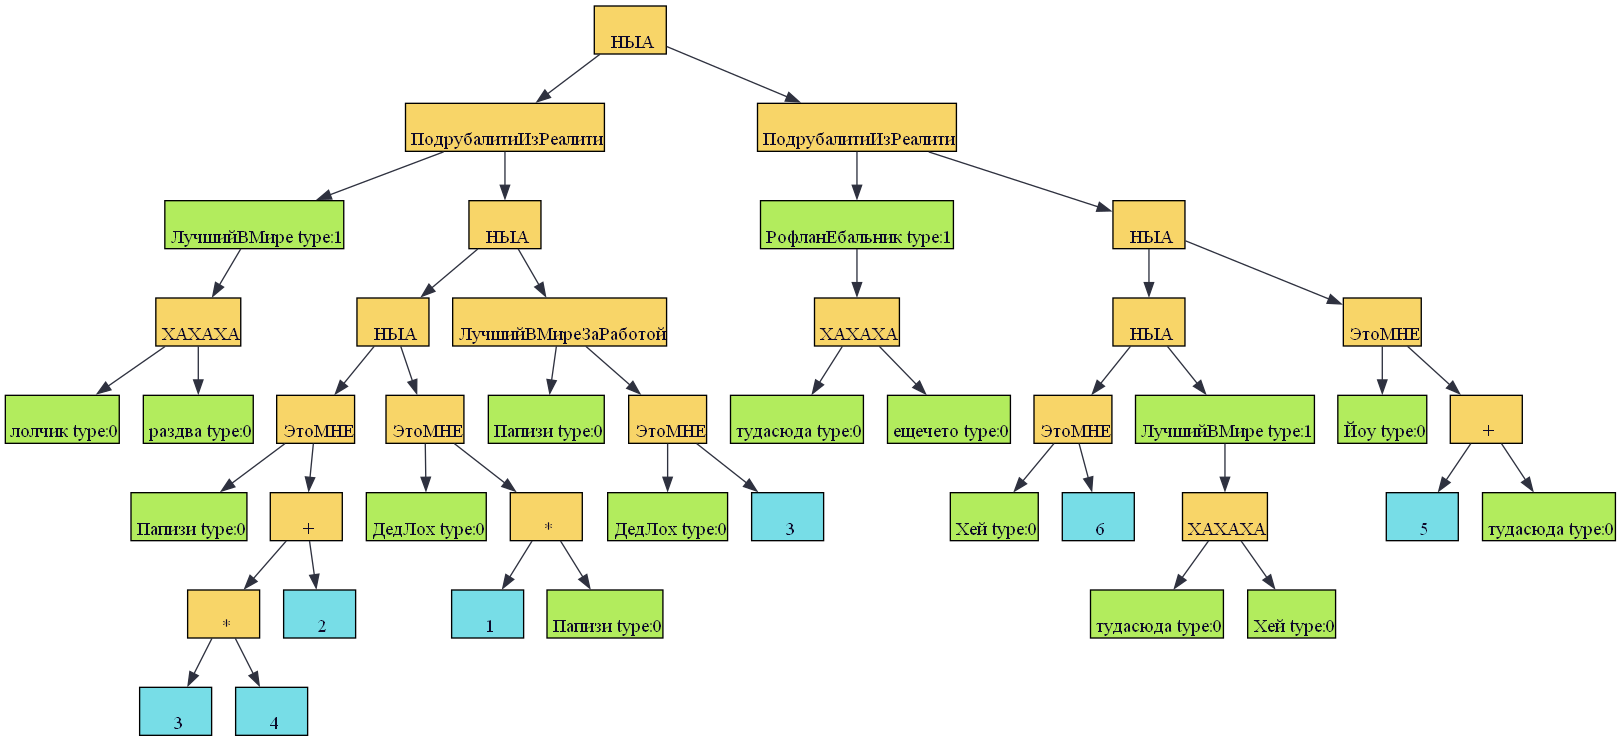 НЫА
ПодрубалитиИзРеалити
ПодрубалитиИзРеалити
ЛучшийВМире type:1
НЫА
РофланЕбальник type:1
НЫА
ХАХАХА
НЫА
ЛучшийВМиреЗаРаботой
ХАХАХА
НЫА
ЭтоМНЕ
лолчик type:0
раздва type:0
ЭтоМНЕ
ЭтоМНЕ
Папизи type:0
ЭтоМНЕ
тудасюда type:0
ещечето type:0
ЭтоМНЕ
ЛучшийВМире type:1
Йоу type:0
+
Папизи type:0
+
ДедЛох type:0
*
ДедЛох type:0
3
Хей type:0
6
ХАХАХА
5
тудасюда type:0
*
2
1
Папизи type:0
тудасюда type:0
Хей type:0
3
4